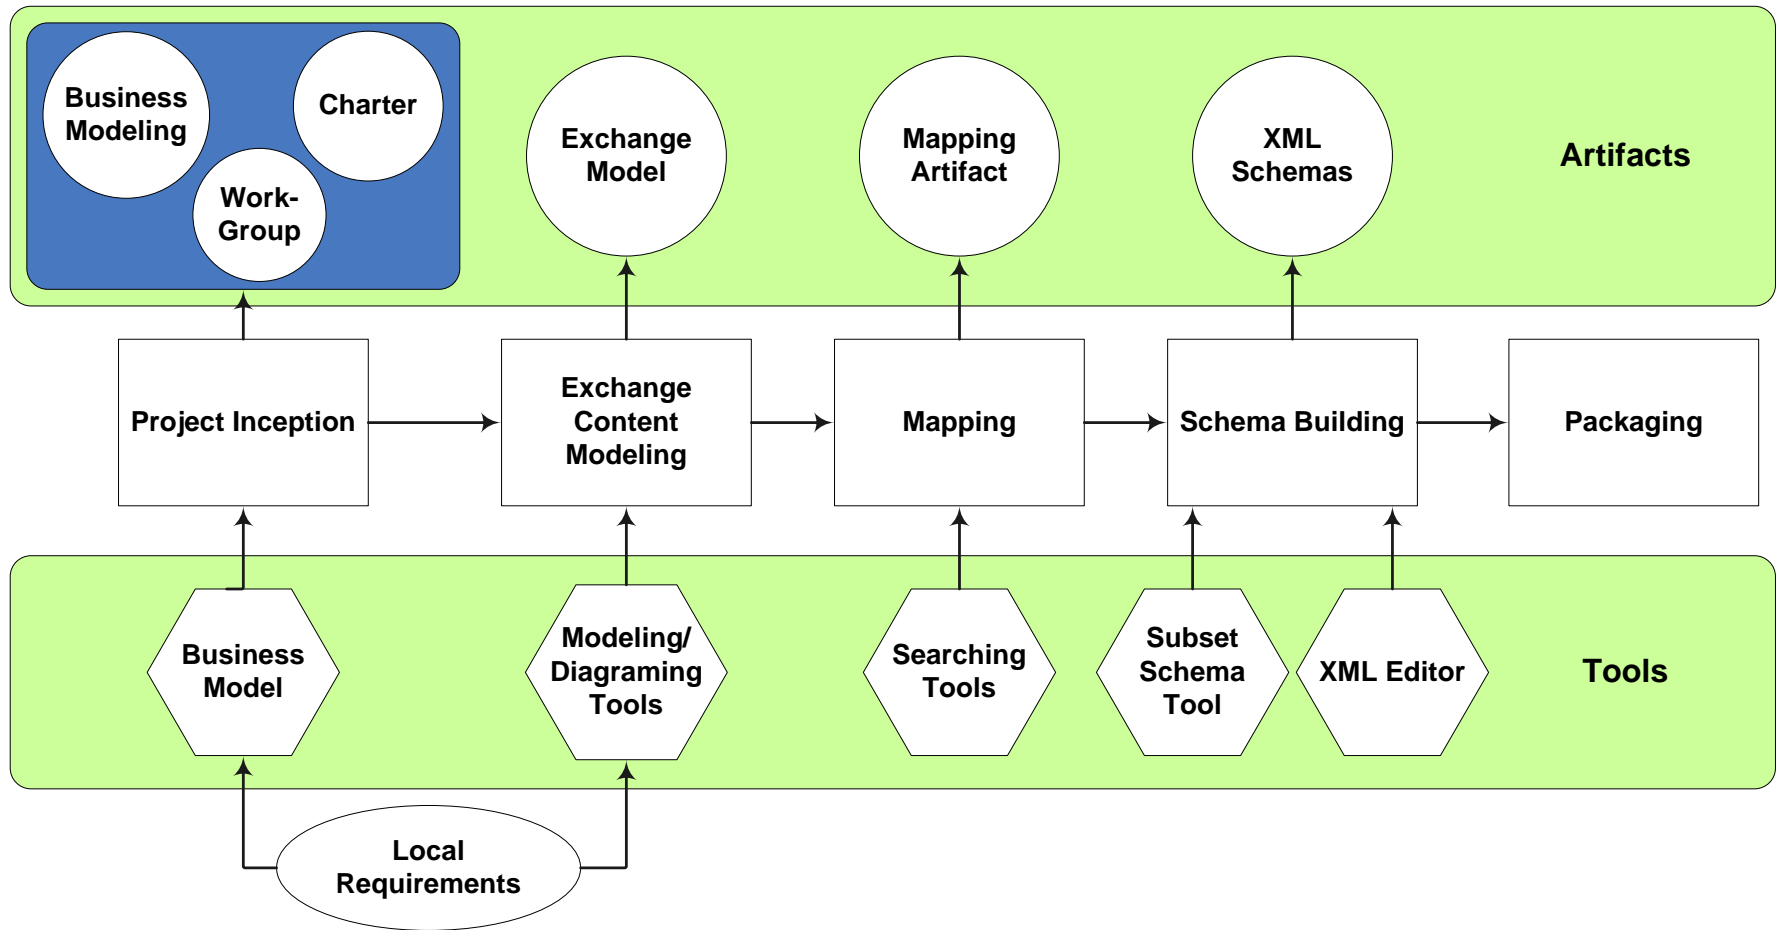 Business
Modeling
Charter
Work-
Group
Exchange
Model
Mapping
Artifact
XML
Schemas
Artifacts
Project Inception
Exchange
Content
Modeling
Mapping
Schema Building
Packaging
Business
Model
Modeling/
Diagraming
Tools
Searching
Tools
Subset
Schema
Tool
XML Editor
Tools
Local
Requirements